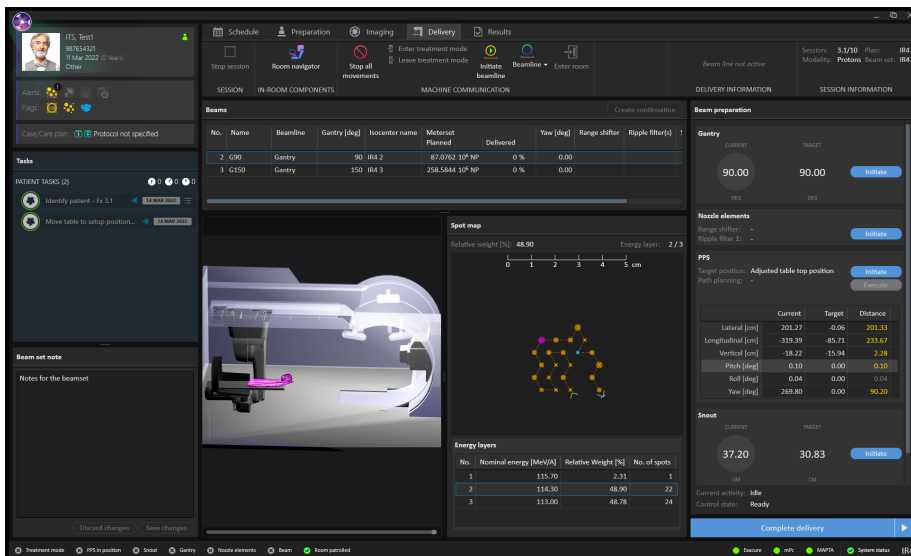 ITS, Test1
987654321
11 Mar 2022 (0 Years)
Other
Alerts:
Flags:
Case/Care plan: Protocol not specified
Tasks
PATIENT TASKS (2) 0 0 0
Identify patient - Fx 3.1 14 MAR 2022
Move table to setup position... 14 MAR 2022
Beam set note
Notes for the beamset
Discard changes Save changes
Schedule Preparation Imaging Delivery Results
Stop session
SESSION
Room navigator
IN-ROOM COMPONENTS
Stop all movements
Enter treatment mode
Leave treatment mode
Initiate beamline
Beamline
Enter room
MACHINE COMMUNICATION
Beam line not active
DELIVERY INFORMATION
Session: 3.1/10 Plan: IR4
Modality: Protons Beam set: IR4
SESSION INFORMATION
Beams
Create continuation
No. Name Beamline Gantry [deg] Isocenter name Meterset Planned Delivered Yaw [deg] Range shifter Ripple filter(s)
2 G90 Gantry 90 IR4 2 87.0762 10⁶ NP 0 % 0.00
3 G150 Gantry 150 IR4 3 258.5844 10⁶ NP 0 % 0.00
Spot map
Relative weight [%]: 48.90 Energy layer: 2 / 3
0 1 2 3 4 5 cm
Energy layers
No. Nominal energy [MeV/A] Relative Weight [%] No. of spots
1 115.70 2.31 1
2 114.30 48.90 22
3 113.00 48.78 24
Beam preparation
Gantry
CURRENT TARGET
90.00 90.00 Initiate
DEG DEG
Nozzle elements
Range shifter: -
Ripple filter 1: -
Initiate
PPS
Target position: Adjusted table top position Initiate
Path planning: - Execute
Current Target Distance
Lateral [cm] 201.27 -0.06 201.33
Longitudinal [cm] -319.39 -85.71 233.67
Vertical [cm] -18.22 -15.94 2.28
Pitch [deg] 0.10 0.00 0.10
Roll [deg] 0.04 0.00 0.04
Yaw [deg] 269.80 0.00 90.20
Snout
CURRENT TARGET
37.20 30.83 Initiate
CM CM
Current activity: Idle
Control state: Ready
Complete delivery
Treatment mode PPS in position Snout Gantry Nozzle elements Beam Room patrolled
Exacure mPc MAPTA System status IR4